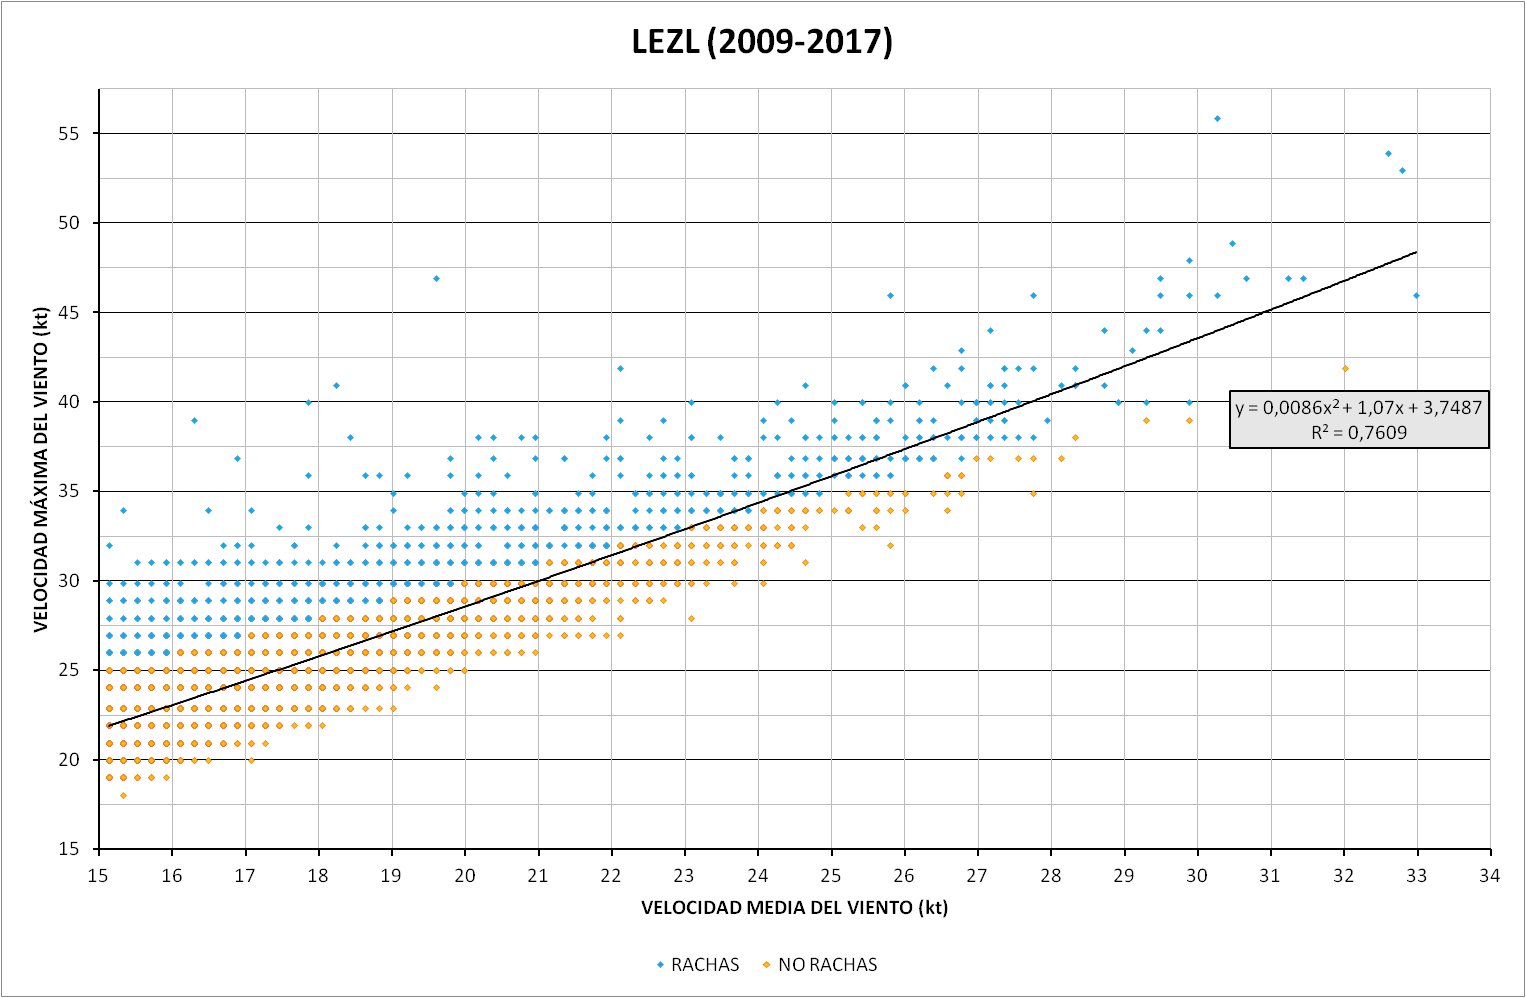 LEZL (2009-2017)
VELOCIDAD MÁXIMA DEL VIENTO (kt)
55
50
45
40
35
30
25
20
15
y = 0,0086x² + 1,07x + 3,7487
R² = 0,7609
15 16 17 18 19 20 21 22 23 24 25 26 27 28 29 30 31 32 33 34
VELOCIDAD MEDIA DEL VIENTO (kt)
RACHAS NO RACHAS